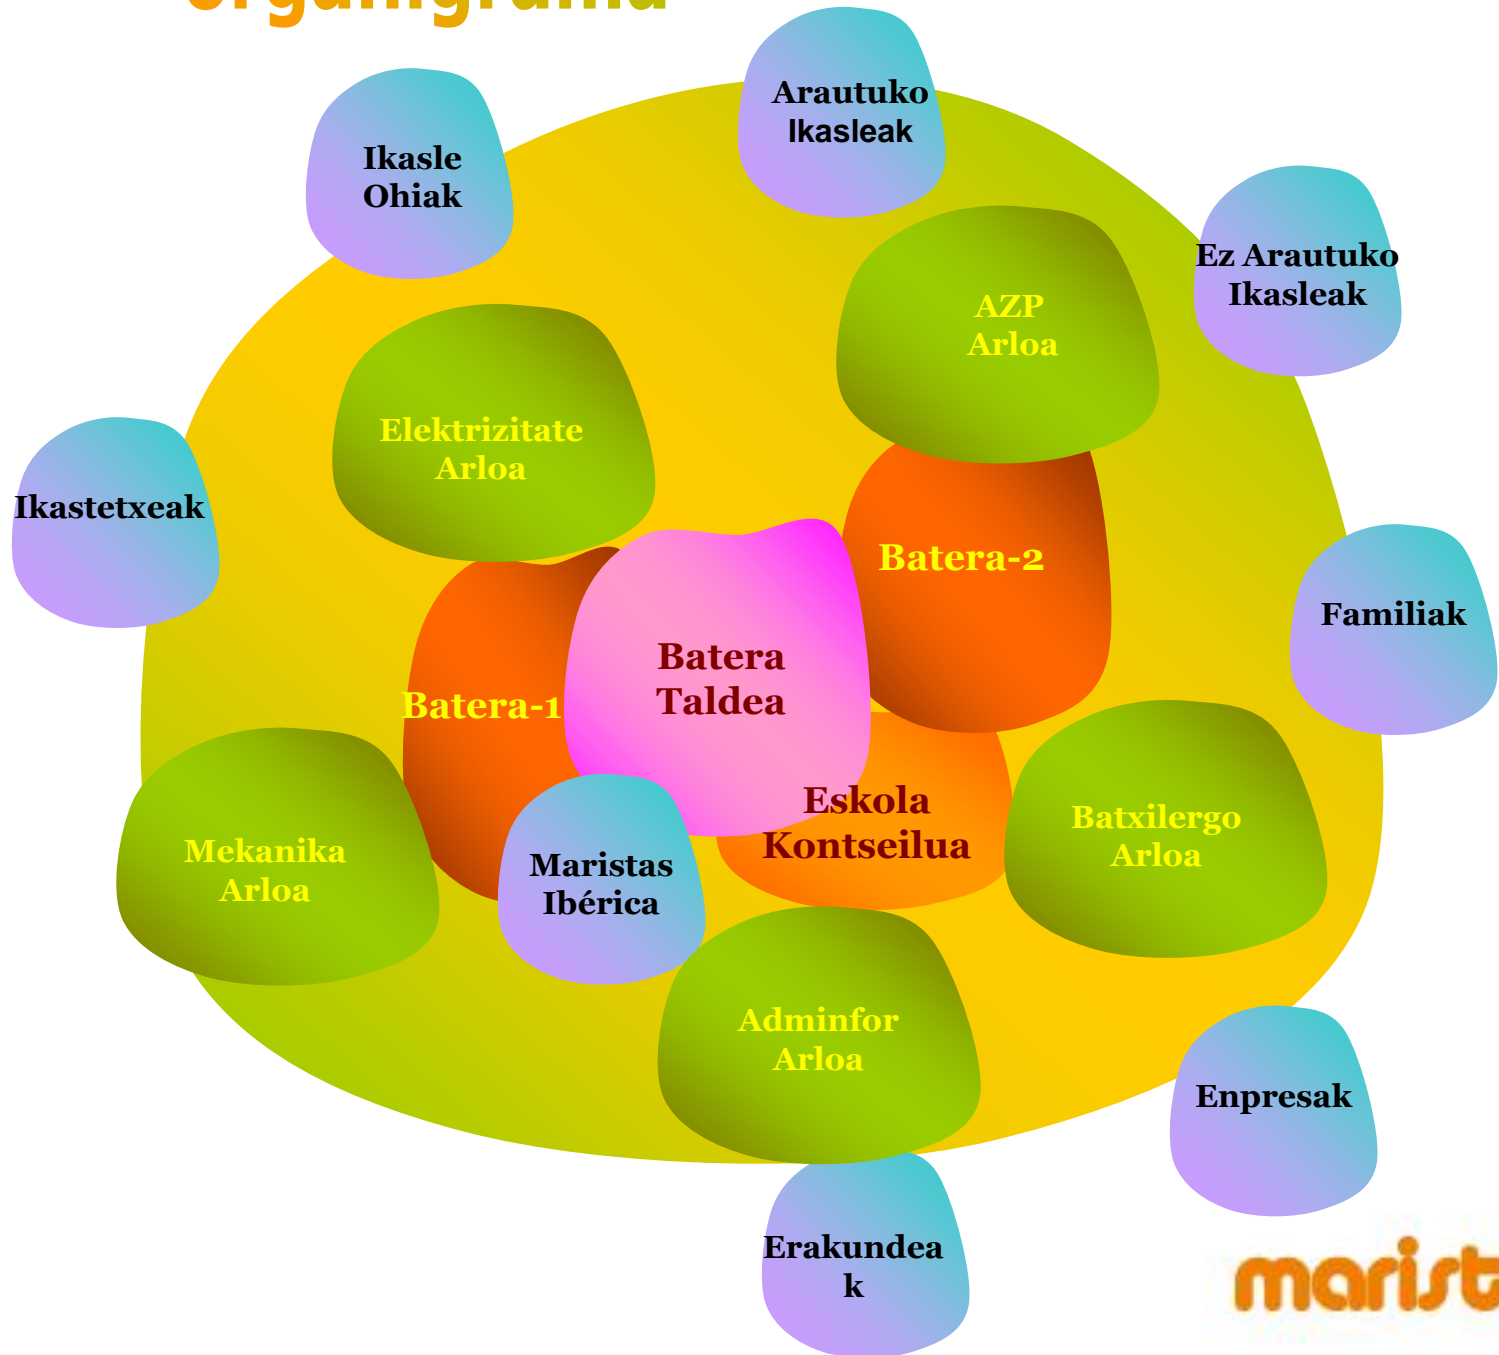 organigrama
Arautuko
Ikasleak
Ikasle
Ohiak
Ez Arautuko
Ikasleak
AZP
Arloa
Elektrizitate
Arloa
Ikastetxeak
Batera-2
Familiak
Batera
Taldea
Batera-1
Eskola
Kontseilua
Batxilergo
Arloa
Mekanika
Arloa
Maristas
Ibérica
Adminfor
Arloa
Enpresak
Erakundea
k
marist